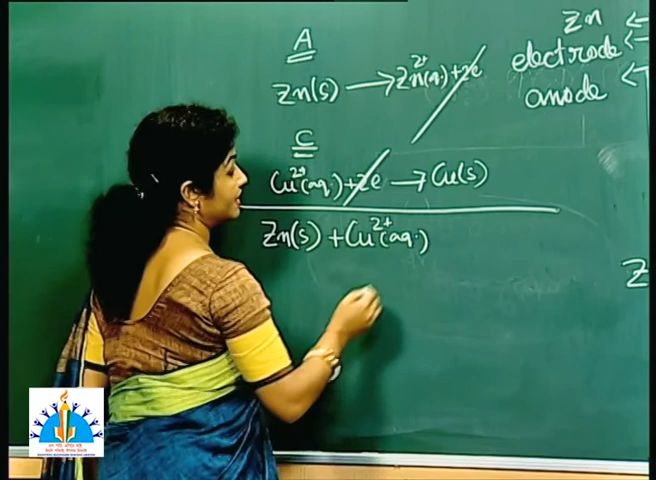 A
Zn(s) → Zn²⁺(aq.) + 2e
C
Cu²⁺(aq) + 2e → Cu(s)
Zn(s) + Cu²⁺(aq.)
Zn ←
electrode ←
anode ←
Z